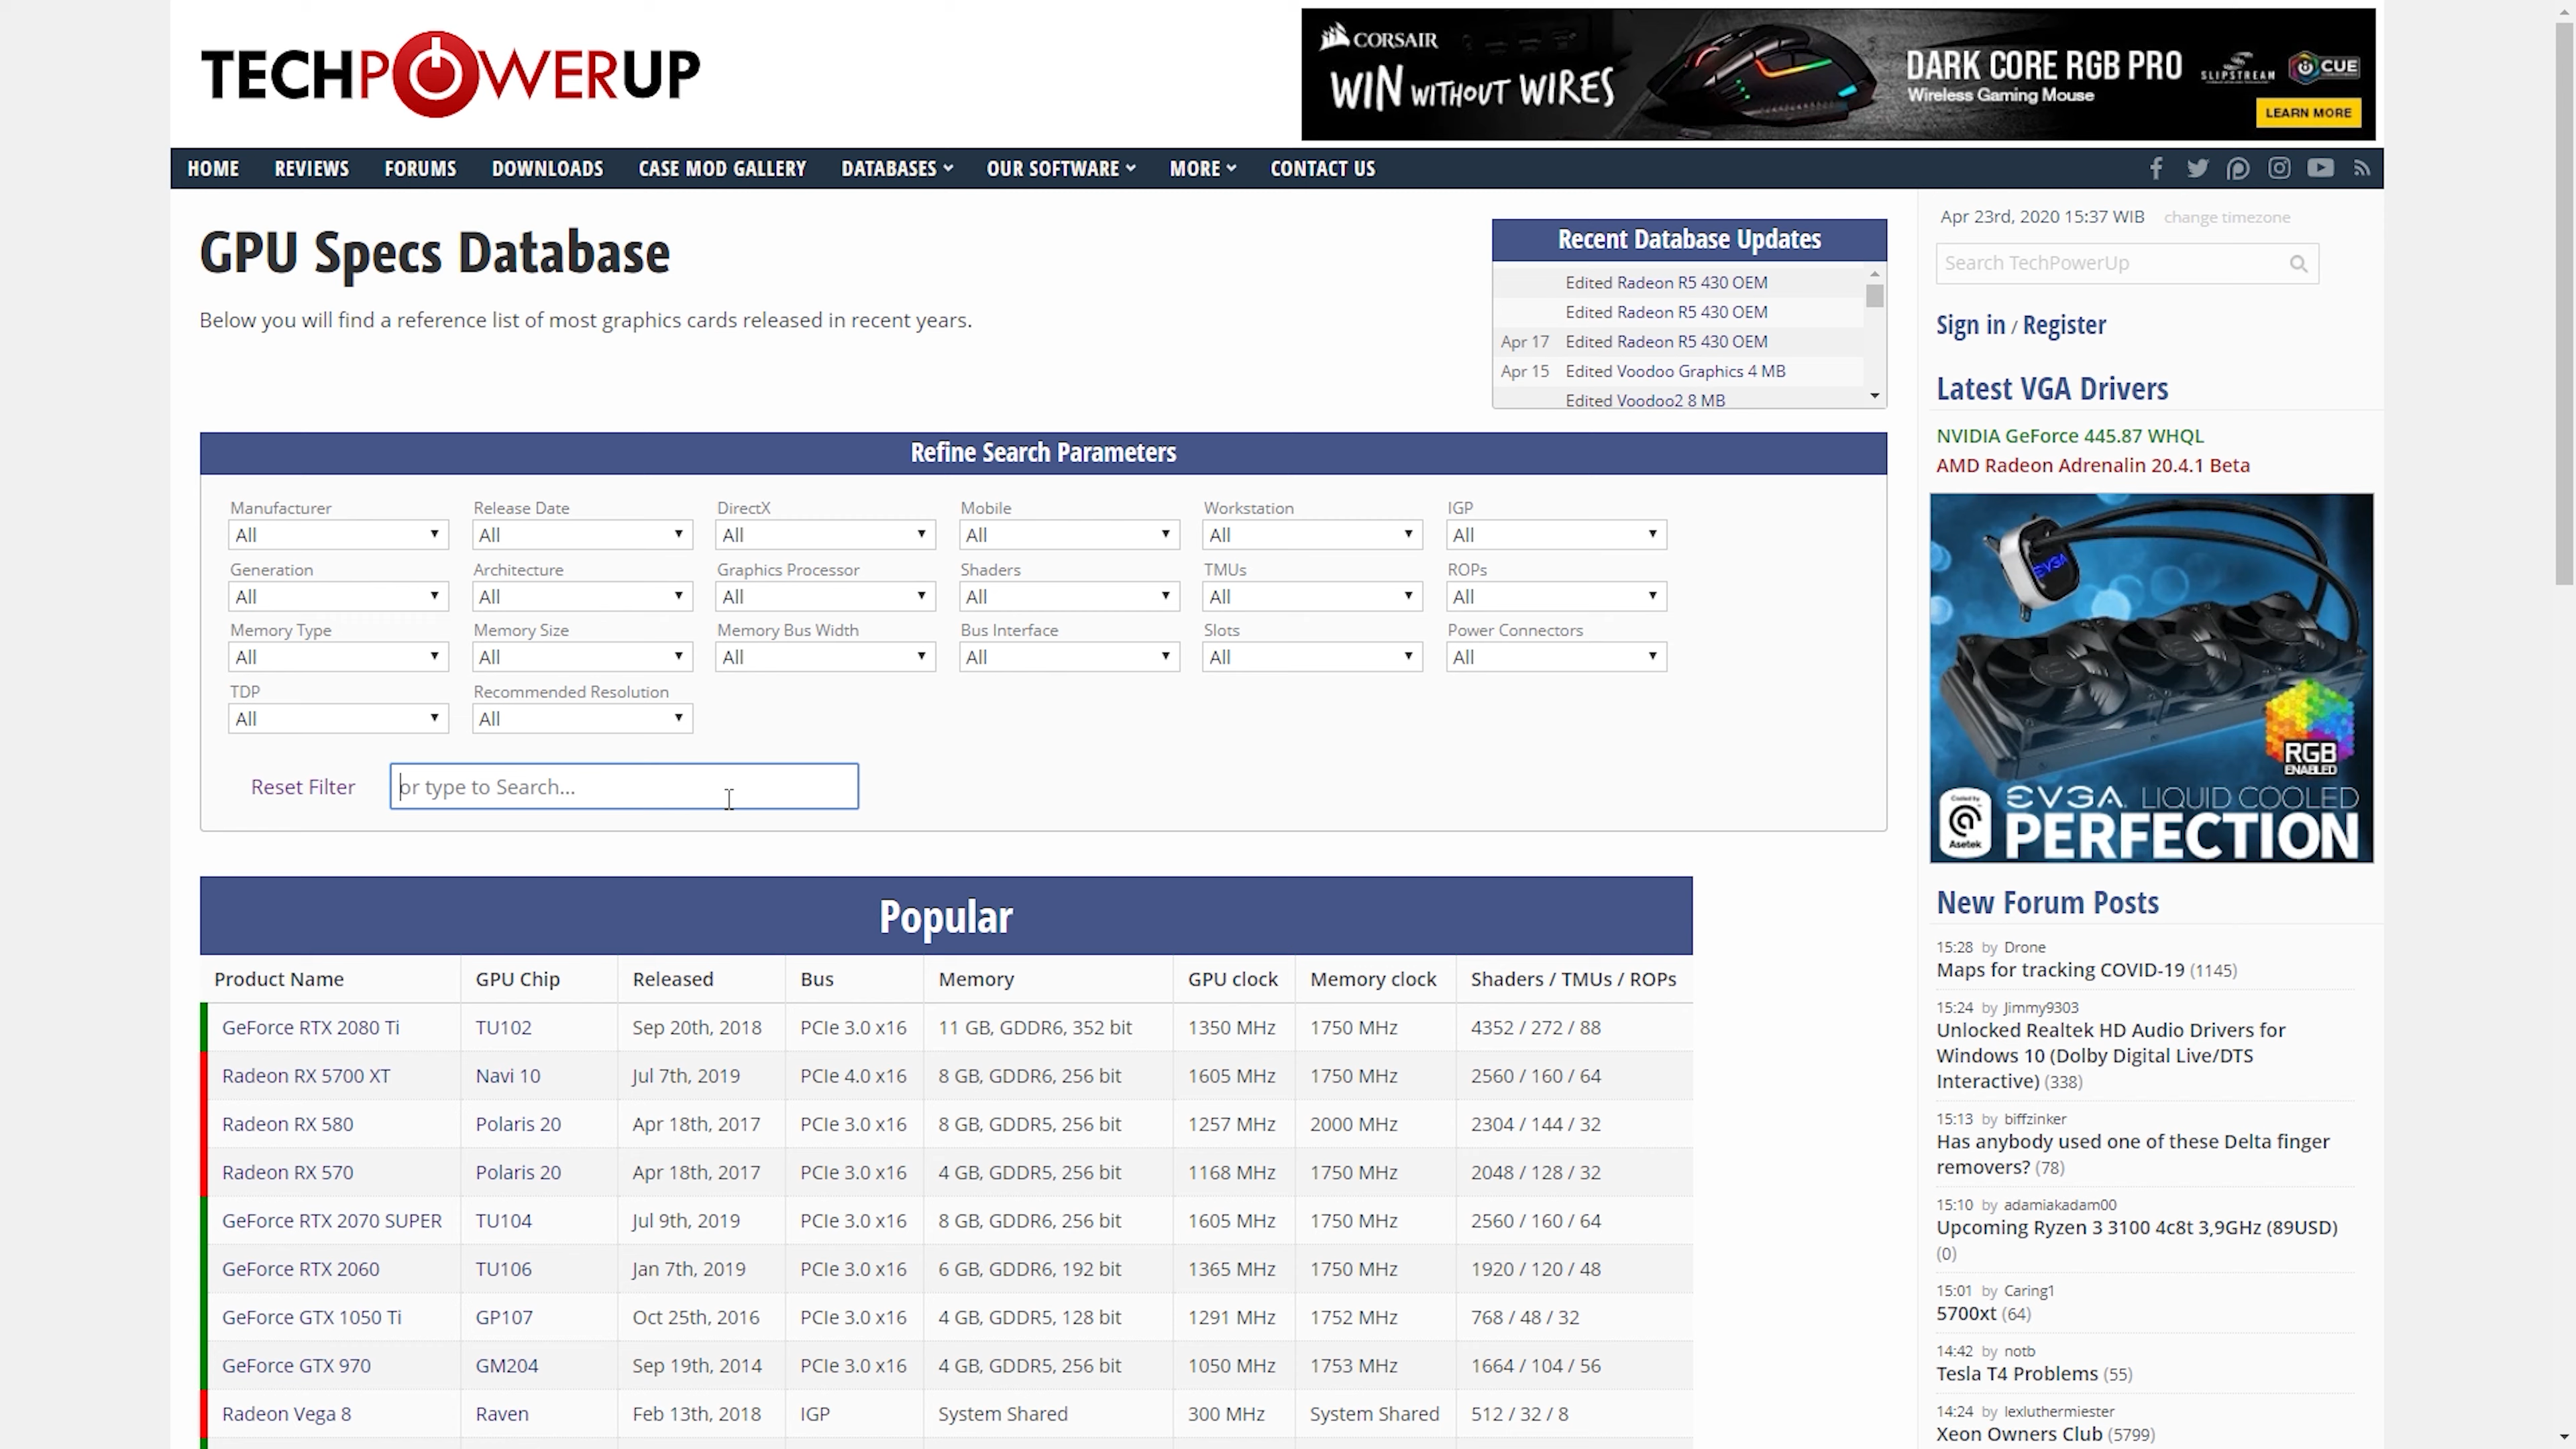 TECHPOWERUP
CORSAIR
WIN WITHOUT WIRES
DARK CORE RGB PRO
Wireless Gaming Mouse
SLIPSTREAM
CUE
LEARN MORE
HOME REVIEWS FORUMS DOWNLOADS CASE MOD GALLERY DATABASES OUR SOFTWARE MORE CONTACT US
GPU Specs Database
Below you will find a reference list of most graphics cards released in recent years.
Recent Database Updates
Edited Radeon R5 430 OEM
Edited Radeon R5 430 OEM
Apr 17 Edited Radeon R5 430 OEM
Apr 15 Edited Voodoo Graphics 4 MB
Edited Voodoo2 8 MB
Refine Search Parameters
Manufacturer Release Date DirectX Mobile Workstation IGP
All All All All All All
Generation Architecture Graphics Processor Shaders TMUs ROPs
All All All All All All
Memory Type Memory Size Memory Bus Width Bus Interface Slots Power Connectors
All All All All All All
TDP Recommended Resolution
All All
Reset Filter or type to Search...
Popular
Product Name GPU Chip Released Bus Memory GPU clock Memory clock Shaders / TMUs / ROPs
GeForce RTX 2080 Ti TU102 Sep 20th, 2018 PCIe 3.0 x16 11 GB, GDDR6, 352 bit 1350 MHz 1750 MHz 4352 / 272 / 88
Radeon RX 5700 XT Navi 10 Jul 7th, 2019 PCIe 4.0 x16 8 GB, GDDR6, 256 bit 1605 MHz 1750 MHz 2560 / 160 / 64
Radeon RX 580 Polaris 20 Apr 18th, 2017 PCIe 3.0 x16 8 GB, GDDR5, 256 bit 1257 MHz 2000 MHz 2304 / 144 / 32
Radeon RX 570 Polaris 20 Apr 18th, 2017 PCIe 3.0 x16 4 GB, GDDR5, 256 bit 1168 MHz 1750 MHz 2048 / 128 / 32
GeForce RTX 2070 SUPER TU104 Jul 9th, 2019 PCIe 3.0 x16 8 GB, GDDR6, 256 bit 1605 MHz 1750 MHz 2560 / 160 / 64
GeForce RTX 2060 TU106 Jan 7th, 2019 PCIe 3.0 x16 6 GB, GDDR6, 192 bit 1365 MHz 1750 MHz 1920 / 120 / 48
GeForce GTX 1050 Ti GP107 Oct 25th, 2016 PCIe 3.0 x16 4 GB, GDDR5, 128 bit 1291 MHz 1752 MHz 768 / 48 / 32
GeForce GTX 970 GM204 Sep 19th, 2014 PCIe 3.0 x16 4 GB, GDDR5, 256 bit 1050 MHz 1753 MHz 1664 / 104 / 56
Radeon Vega 8 Raven Feb 13th, 2018 IGP System Shared 300 MHz System Shared 512 / 32 / 8
Apr 23rd, 2020 15:37 WIB change timezone
Search TechPowerUp
Sign in / Register
Latest VGA Drivers
NVIDIA GeForce 445.87 WHQL
AMD Radeon Adrenalin 20.4.1 Beta
EVGA
RGB
ENABLED
Cooled by
Asetek
EVGA. LIQUID COOLED
PERFECTION
New Forum Posts
15:28 by Drone
Maps for tracking COVID-19 (1145)
15:24 by Jimmy9303
Unlocked Realtek HD Audio Drivers for
Windows 10 (Dolby Digital Live/DTS
Interactive) (338)
15:13 by biffzinker
Has anybody used one of these Delta finger
removers? (78)
15:10 by adamiakadam00
Upcoming Ryzen 3 3100 4c8t 3,9GHz (89USD)
(0)
15:01 by Caring1
5700xt (64)
14:42 by notb
Tesla T4 Problems (55)
14:24 by lexluthermiester
Xeon Owners Club (5799)